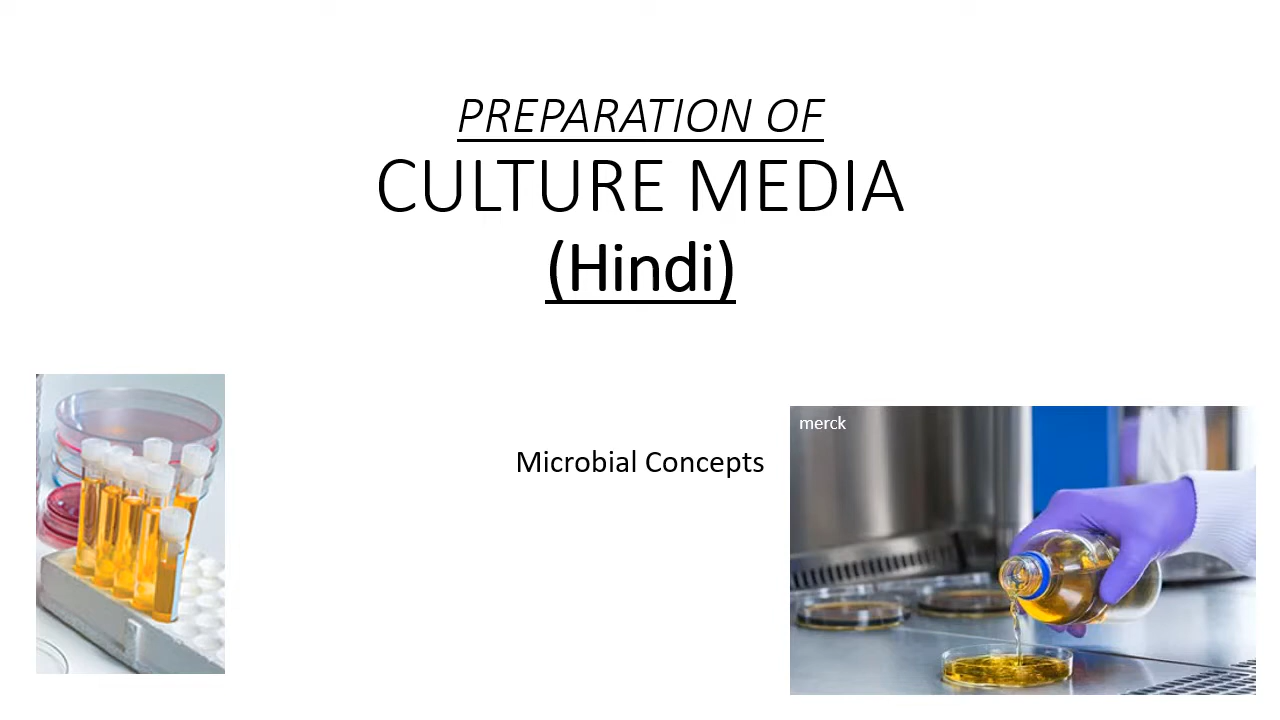 PREPARATION OF
CULTURE MEDIA
(Hindi)
Microbial Concepts
merck